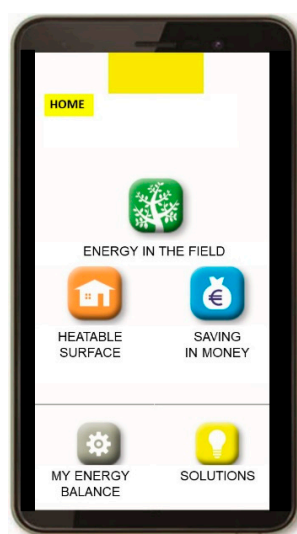 HOME
ENERGY IN THE FIELD
HEATABLE
SURFACE
SAVING
IN MONEY
MY ENERGY
BALANCE
SOLUTIONS